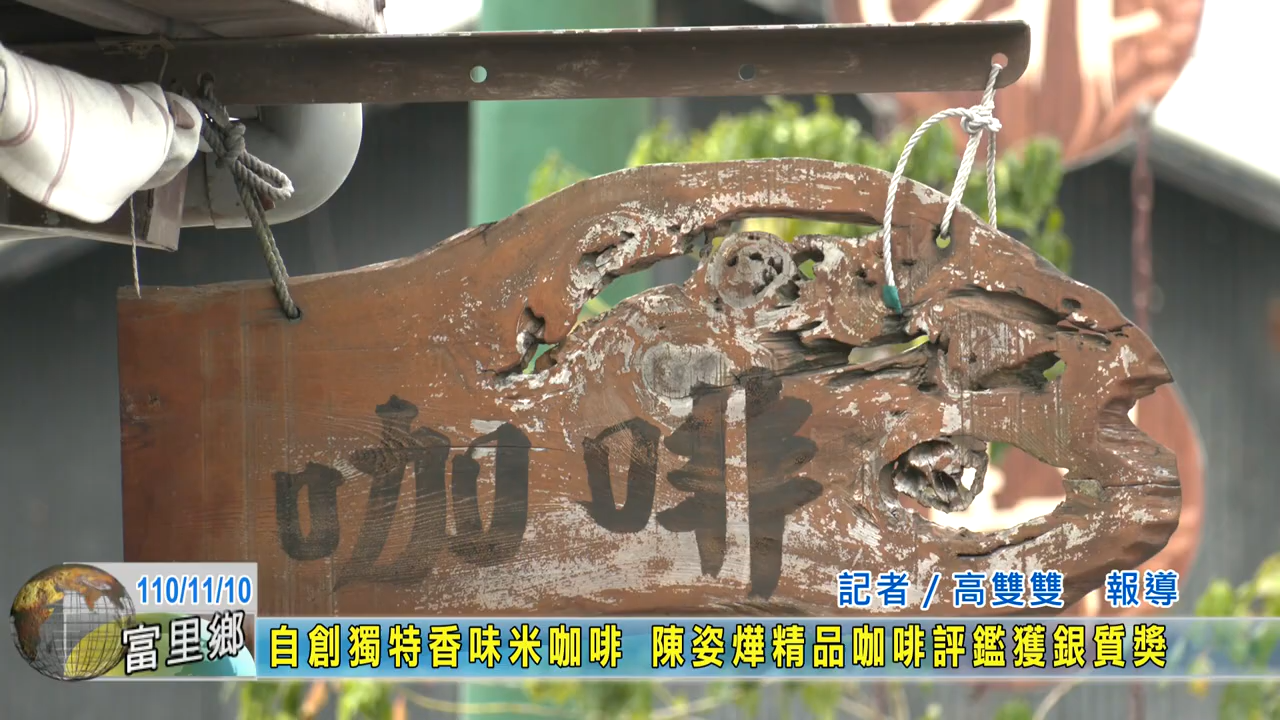 咖啡
記者/高雙雙 報導
110/11/10
富里鄉
自創獨特香味米咖啡 陳姿燁精品咖啡評鑑獲銀質獎